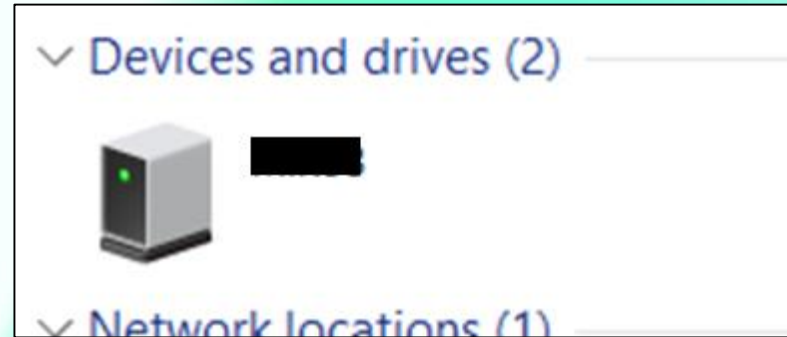 Devices and drives (2)
Network locations (1)